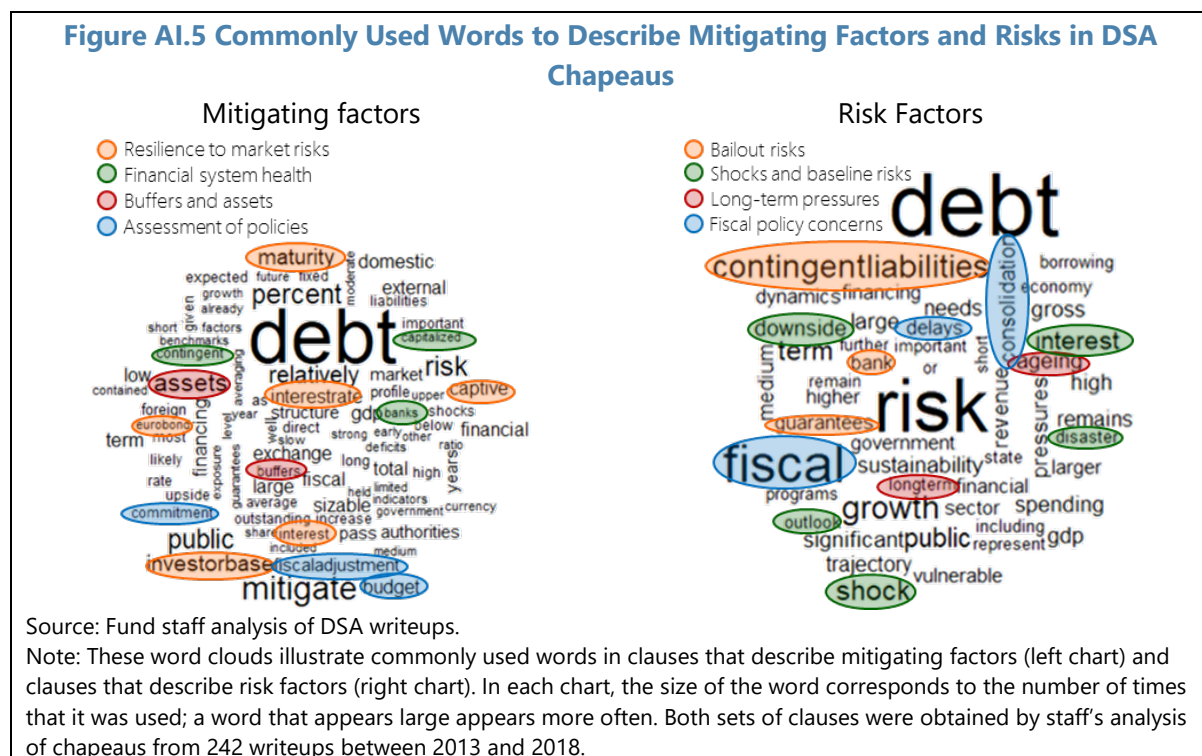 Figure AI.5 Commonly Used Words to Describe Mitigating Factors and Risks in DSA
Chapeaus
Mitigating factors
Resilience to market risks
Financial system health
Buffers and assets
Assessment of policies
maturity
domestic
expected future fixed
moderate
growth
percent
external
given
already
liabilities
short factors
debt
important
benchmarks
capitalized
contingent
averaging
relatively
market
risk
low
assets
contained
interestrate
profile upper
captive
foreign
as
year
structure
gdp
banks
shocks
eurobond
financing
level
well
direct
strong
early
other
below
financial
term
most
slow
deficits
ratio
likely
exposure
guarantees
exchange
long
total
high
years
rate
buffers
fiscal
upside
large
held
limited
indicators
commitment
average
sizable
government
currency
outstanding increase
public
share
interest
pass
authorities
included
medium
investorbase
fiscaladjustment
mitigate
budget
Risk Factors
Bailout risks
Shocks and baseline risks
Long-term pressures
Fiscal policy concerns
debt
contingentliabilities
consolidation
borrowing
dynamics
financing
economy
needs
gross
downside
large
delays
interest
term
further
important
short
ageing
medium
bank
or
revenue
high
remain
risk
pressures
higher
remains
guarantees
disaster
government
fiscal
sustainability
state
larger
longterm
financial
programs
growth
sector
spending
outlook
including
significant
public
represent
gdp
trajectory
vulnerable
shock
Source: Fund staff analysis of DSA writeups.
Note: These word clouds illustrate commonly used words in clauses that describe mitigating factors (left chart) and
clauses that describe risk factors (right chart). In each chart, the size of the word corresponds to the number of times
that it was used; a word that appears large appears more often. Both sets of clauses were obtained by staff's analysis
of chapeaus from 242 writeups between 2013 and 2018.